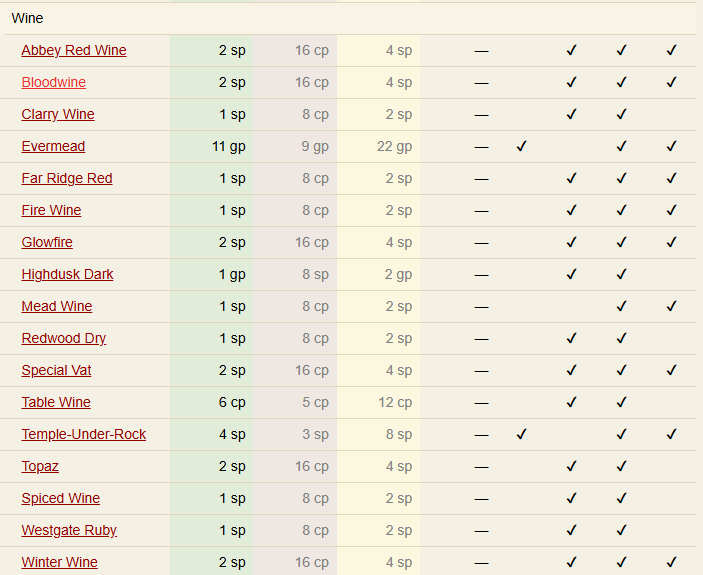 Wine
Abbey Red Wine 2 sp 16 cp 4 sp — ✓ ✓ ✓
Bloodwine 2 sp 16 cp 4 sp — ✓ ✓ ✓
Clarry Wine 1 sp 8 cp 2 sp — ✓ ✓
Evermead 11 gp 9 gp 22 gp — ✓ ✓ ✓
Far Ridge Red 1 sp 8 cp 2 sp — ✓ ✓ ✓
Fire Wine 1 sp 8 cp 2 sp — ✓ ✓ ✓
Glowfire 2 sp 16 cp 4 sp — ✓ ✓ ✓
Highdusk Dark 1 gp 8 sp 2 gp — ✓ ✓
Mead Wine 1 sp 8 cp 2 sp — ✓ ✓
Redwood Dry 1 sp 8 cp 2 sp — ✓ ✓
Special Vat 2 sp 16 cp 4 sp — ✓ ✓ ✓
Table Wine 6 cp 5 cp 12 cp — ✓ ✓
Temple-Under-Rock 4 sp 3 sp 8 sp — ✓ ✓ ✓
Topaz 2 sp 16 cp 4 sp — ✓ ✓
Spiced Wine 1 sp 8 cp 2 sp — ✓ ✓
Westgate Ruby 1 sp 8 cp 2 sp — ✓ ✓
Winter Wine 2 sp 16 cp 4 sp — ✓ ✓ ✓